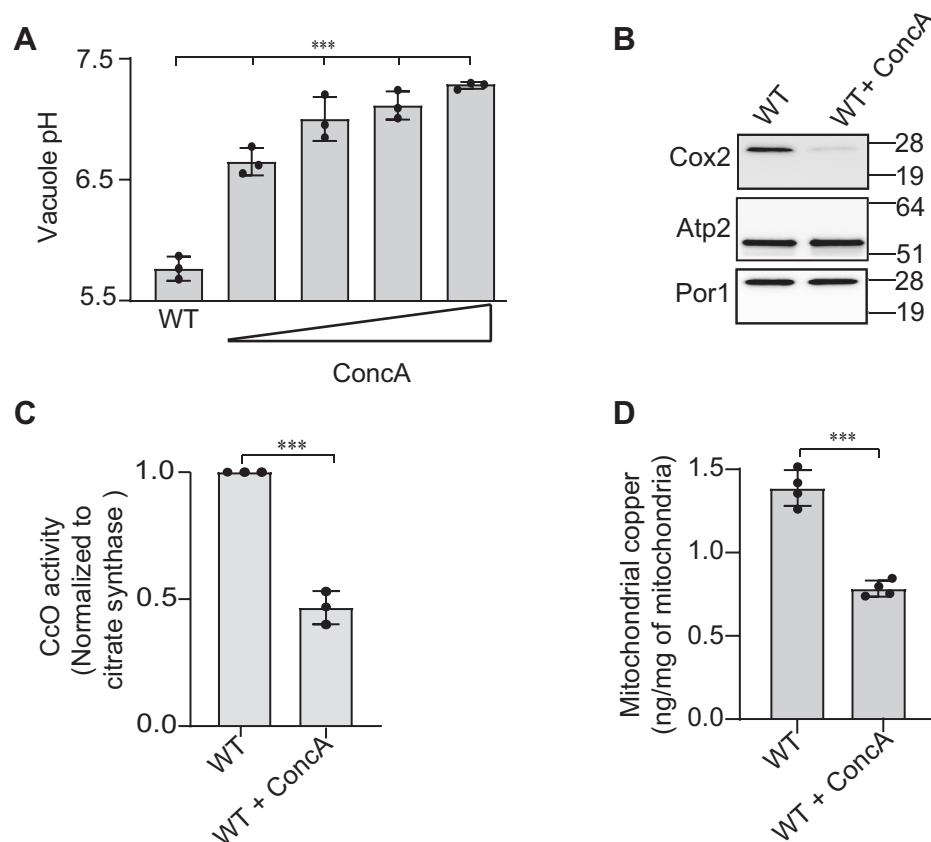 A
***
7.5
6.5
5.5
Vacuole pH
WT
ConcA
B
WT
WT+ ConcA
Cox2
28
19
Atp2
64
51
Por1
28
19
C
***
1.0
0.5
0.0
CcO activity
(Normalized to
citrate synthase )
WT
WT + ConcA
D
***
1.5
1.0
0.5
0.0
Mitochondrial copper
(ng/mg of mitochondria)
WT
WT + ConcA